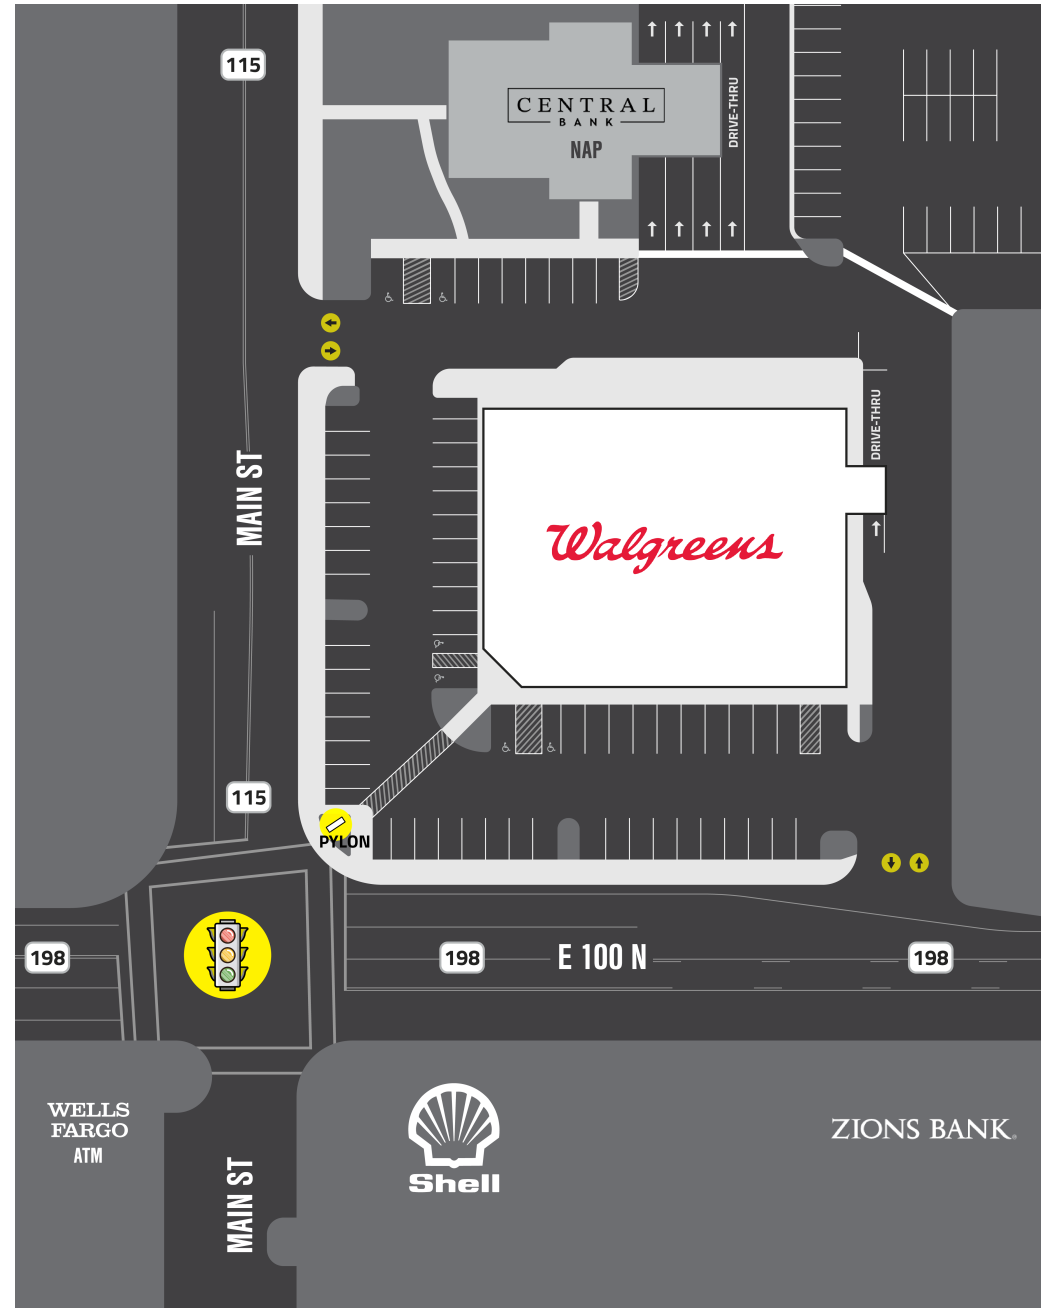 115
CENTRAL
BANK
NAP
DRIVE-THRU
DRIVE-THRU
MAIN ST
Walgreens
115
PYLON
198
198
E 100 N
198
WELLS
FARGO
ATM
Shell
ZIONS BANK®
MAIN ST